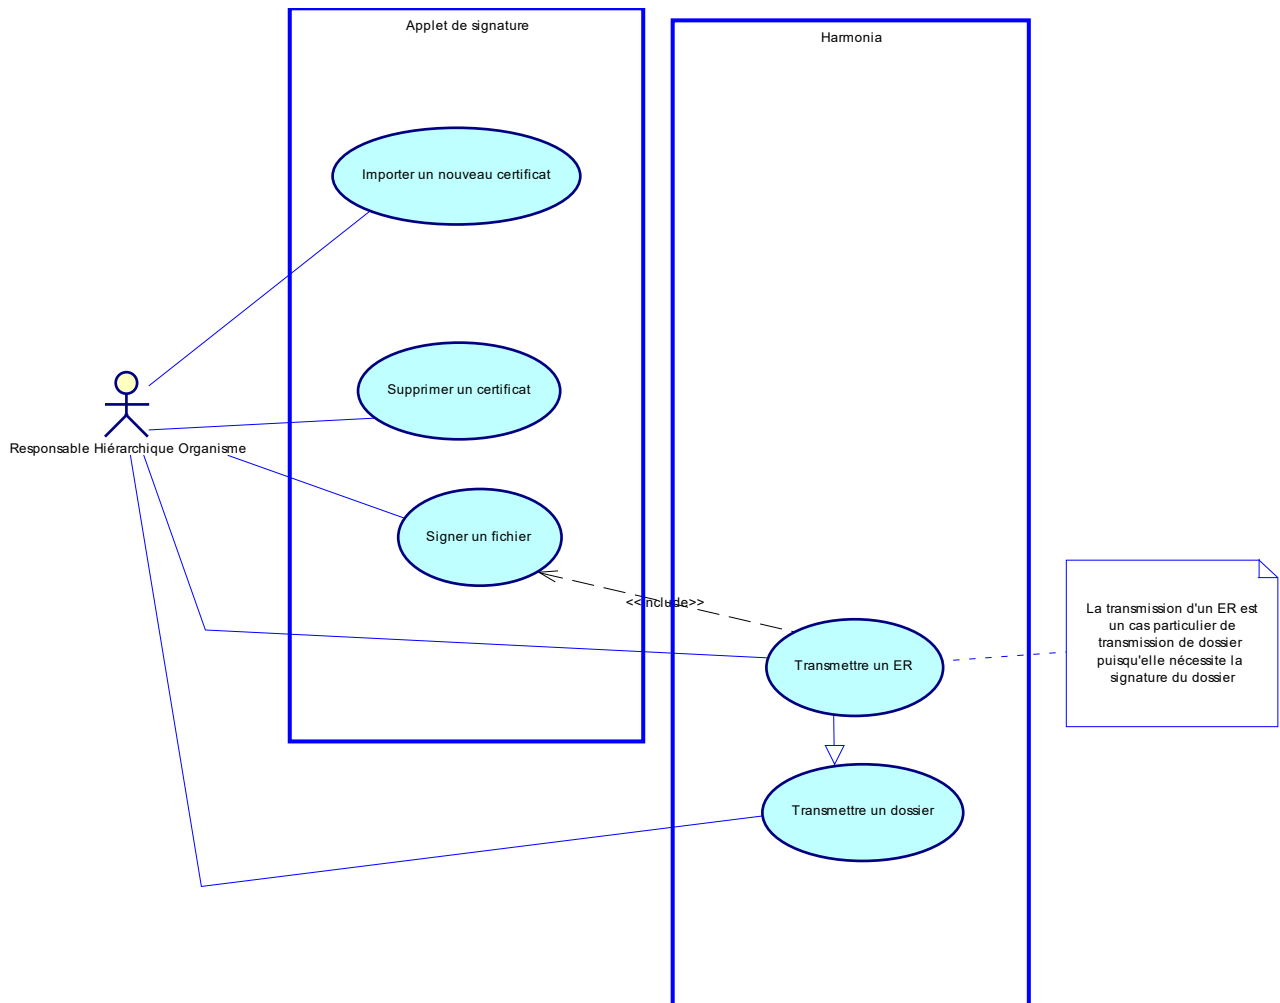 Applet de signature
Harmonia
Importer un nouveau certificat
Supprimer un certificat
Responsable Hiérarchique Organisme
Signer un fichier
<<include>>
Transmettre un ER
La transmission d'un ER est
un cas particulier de
transmission de dossier
puisqu'elle nécessite la
signature du dossier
Transmettre un dossier